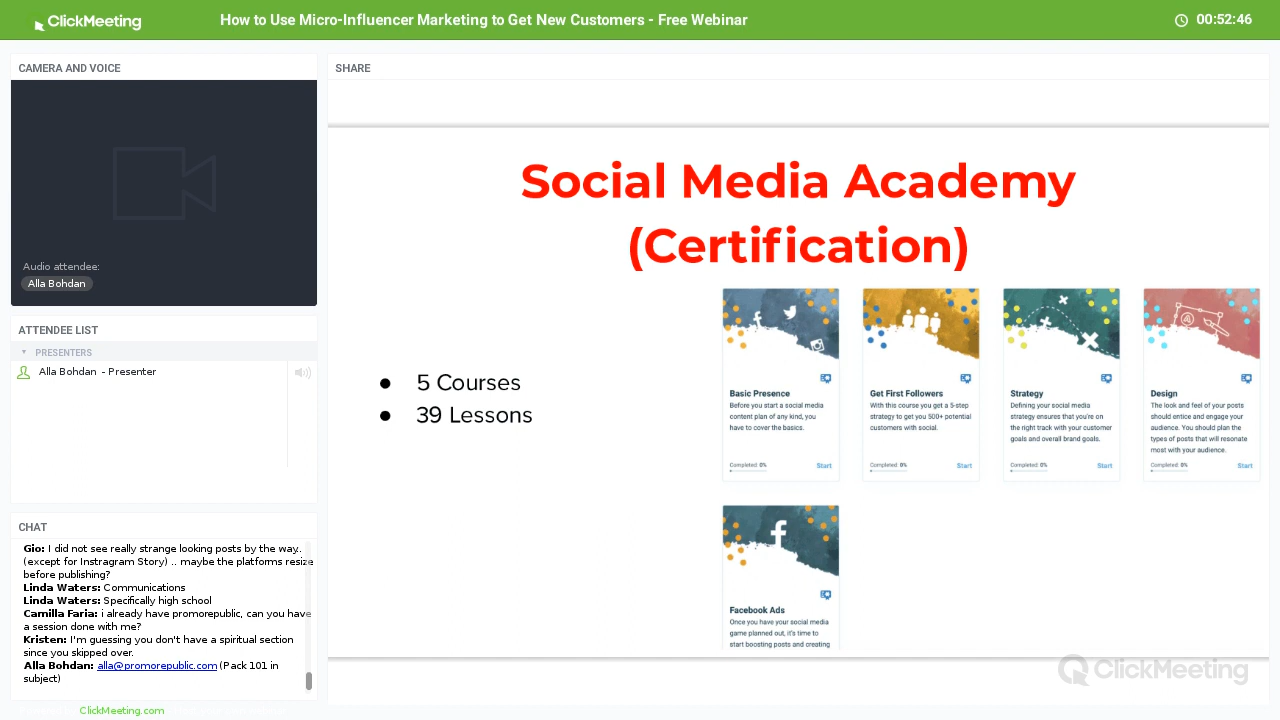 ClickMeeting
How to Use Micro-Influencer Marketing to Get New Customers - Free Webinar
00:52:46
CAMERA AND VOICE
Audio attendee:
Alla Bohdan
ATTENDEE LIST
PRESENTERS
Alla Bohdan - Presenter
CHAT
Gio: I did not see really strange looking posts by the way..
(except for Instragram Story) .. maybe the platforms resize
before publishing?
Linda Waters: Communications
Linda Waters: Specifically high school
Camilla Faria: i already have promorepublic, can you have
a session done with me?
Kristen: I'm guessing you don't have a spiritual section
since you skipped over.
Alla Bohdan: alla@promorepublic.com (Pack 101 in
subject)
ClickMeeting.com
SHARE
Social Media Academy
(Certification)
● 5 Courses
● 39 Lessons
Basic Presence
Before you start a social media
content plan of any kind, you
have to cover the basics.
Completed: 0%
Start
Get First Followers
With this course you get a 5-step
strategy to get you 500+ potential
customers with social.
Completed: 0%
Start
Strategy
Defining your social media
strategy ensures that you're on
the right track with your customer
goals and overall brand goals.
Completed: 0%
Start
Design
The look and feel of your posts
should entice and engage your
audience. You should plan the
types of posts that will resonate
most with your audience.
Completed: 0%
Start
Facebook Ads
Once you have your social media
game planned out, it's time to
start boosting posts and creating
ClickMeeting